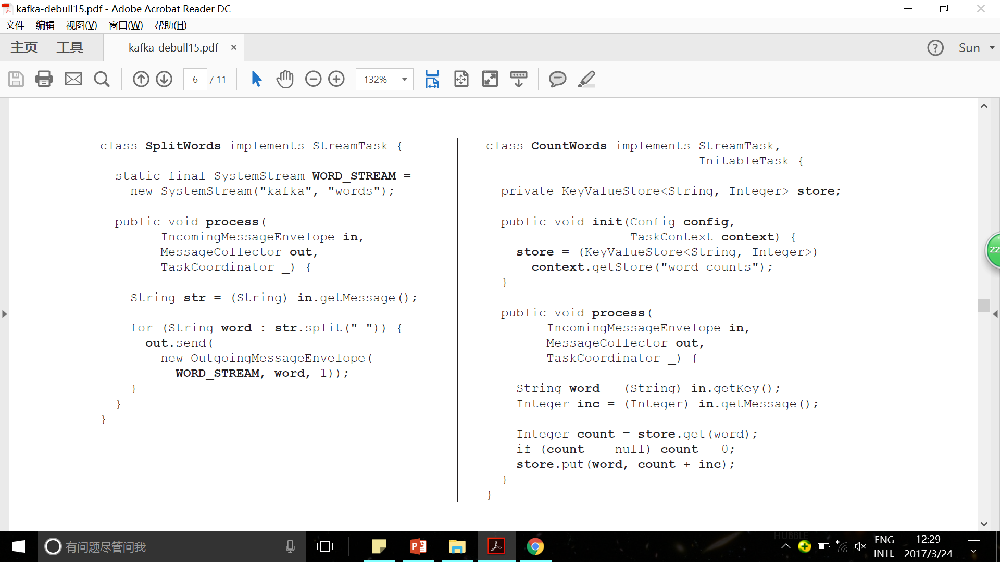 kafka-debull15.pdf - Adobe Acrobat Reader DC
文件 编辑 视图(V) 窗口(W) 帮助(H)
主页 工具 kafka-debull15.pdf × ? Sun
6 / 11 132%
class SplitWords implements StreamTask {
static final SystemStream WORD_STREAM =
new SystemStream("kafka", "words");
public void process(
IncomingMessageEnvelope in,
MessageCollector out,
TaskCoordinator _) {
String str = (String) in.getMessage();
for (String word : str.split(" ")) {
out.send(
new OutgoingMessageEnvelope(
WORD_STREAM, word, 1));
}
}
}
class CountWords implements StreamTask,
InitableTask {
private KeyValueStore<String, Integer> store;
public void init(Config config,
TaskContext context) {
store = (KeyValueStore<String, Integer>)
context.getStore("word-counts");
}
public void process(
IncomingMessageEnvelope in,
MessageCollector out,
TaskCoordinator _) {
String word = (String) in.getKey();
Integer inc = (Integer) in.getMessage();
Integer count = store.get(word);
if (count == null) count = 0;
store.put(word, count + inc);
}
}
22
有问题尽管问我
HUBBLE
ENG
INTL
12:29
2017/3/24